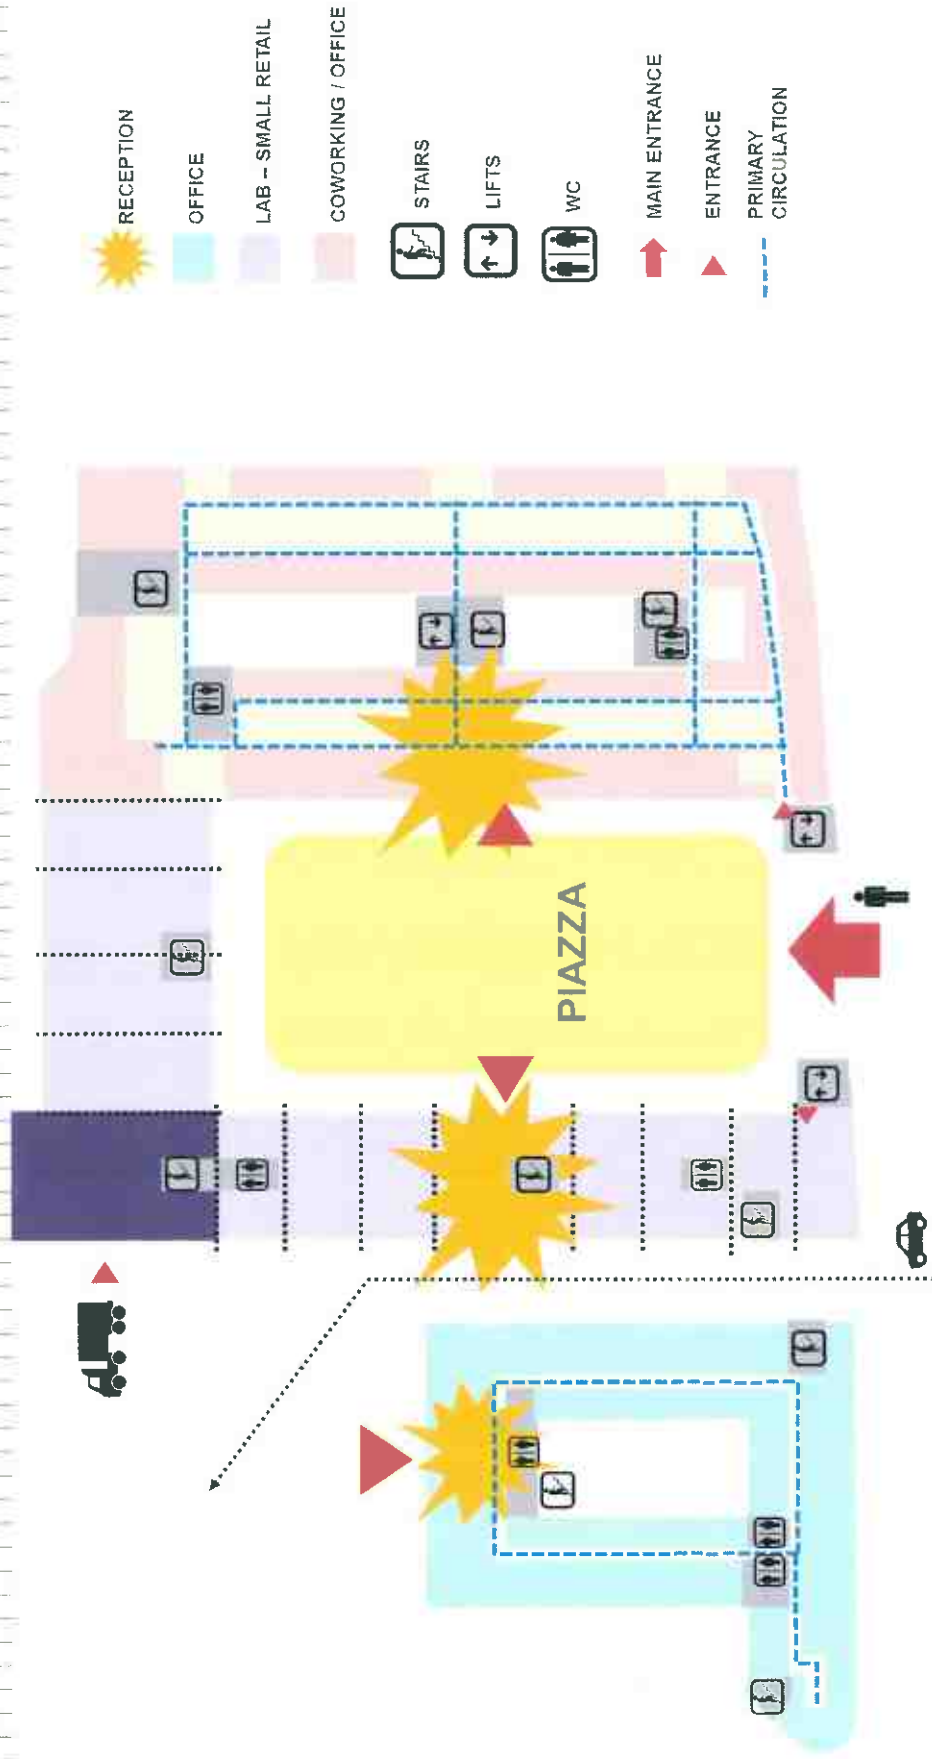 RECEPTION
OFFICE
LAB – SMALL RETAIL
COWORKING / OFFICE
STAIRS
LIFTS
WC
MAIN ENTRANCE
ENTRANCE
PRIMARY
CIRCULATION
PIAZZA